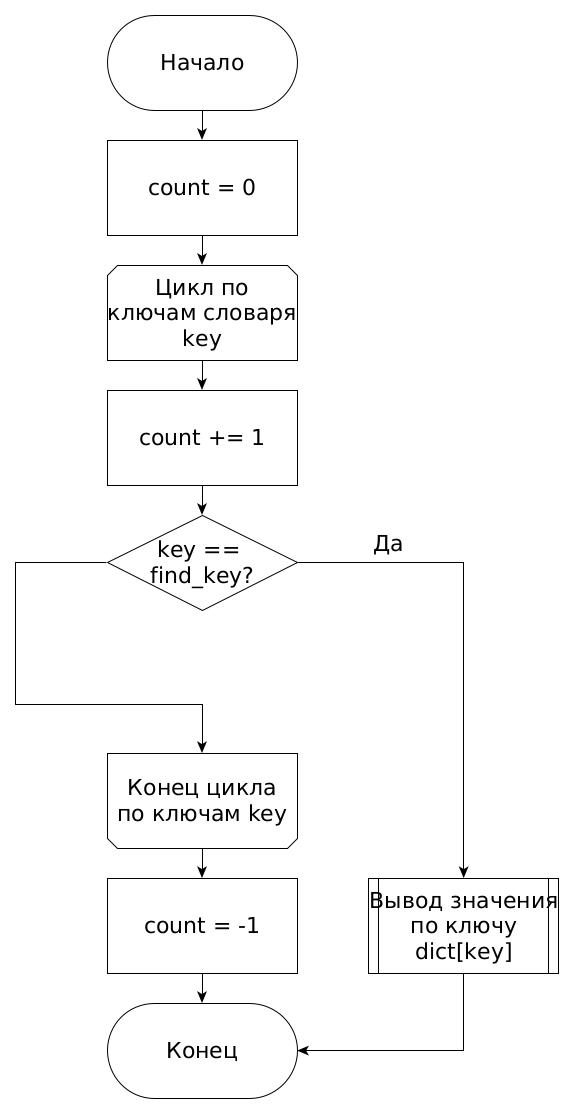 Начало
count = 0
Цикл по
ключам словаря
key
count += 1
key ==
find_key?
Да
Конец цикла
по ключам key
count = -1
Вывод значения
по ключу
dict[key]
Конец